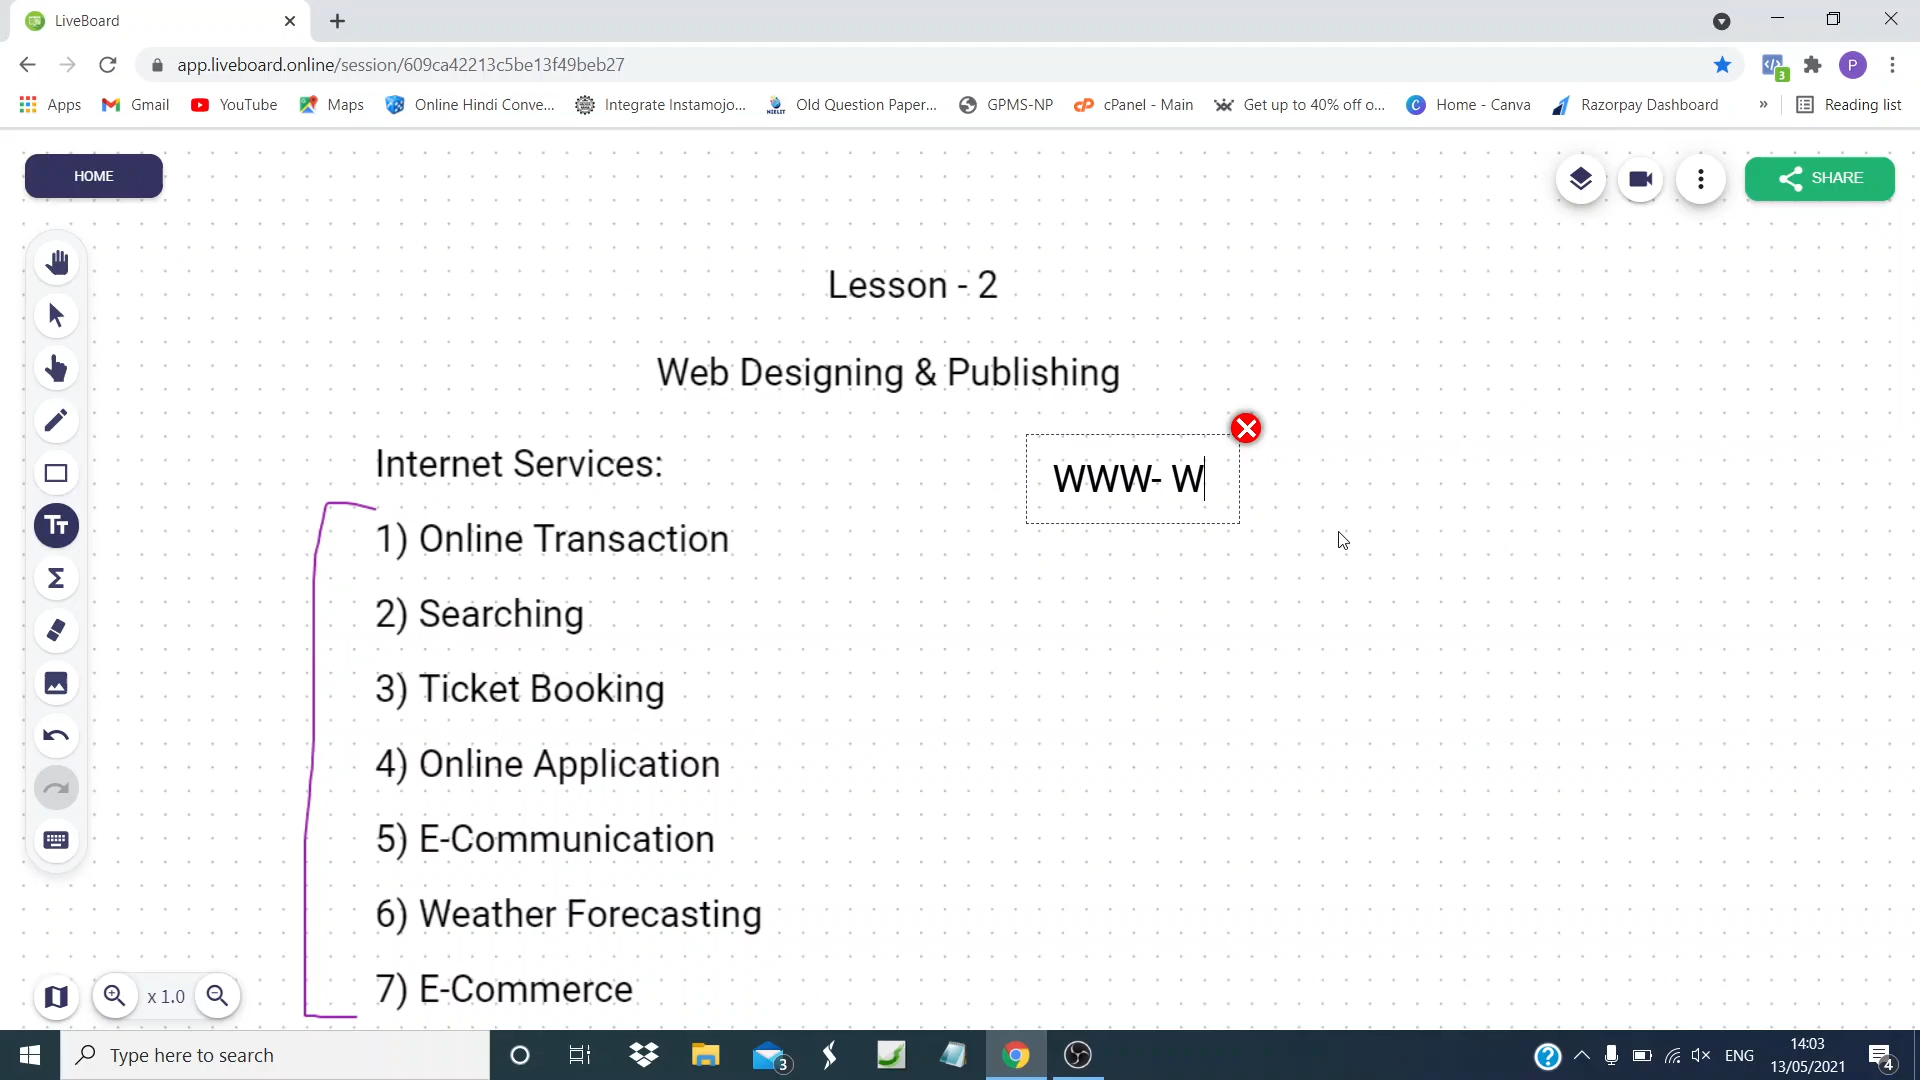 LiveBoard
app.liveboard.online/session/609ca42213c5be13f49beb27
Apps Gmail YouTube Maps Online Hindi Conve... Integrate Instamojo... Old Question Paper... GPMS-NP cPanel - Main Get up to 40% off o... Home - Canva Razorpay Dashboard » Reading list
HOME
SHARE
Lesson - 2
Web Designing & Publishing
Internet Services:
WWW- W
1) Online Transaction
2) Searching
3) Ticket Booking
4) Online Application
5) E-Communication
6) Weather Forecasting
7) E-Commerce
x 1.0
Type here to search
3
ENG
14:03
13/05/2021
4